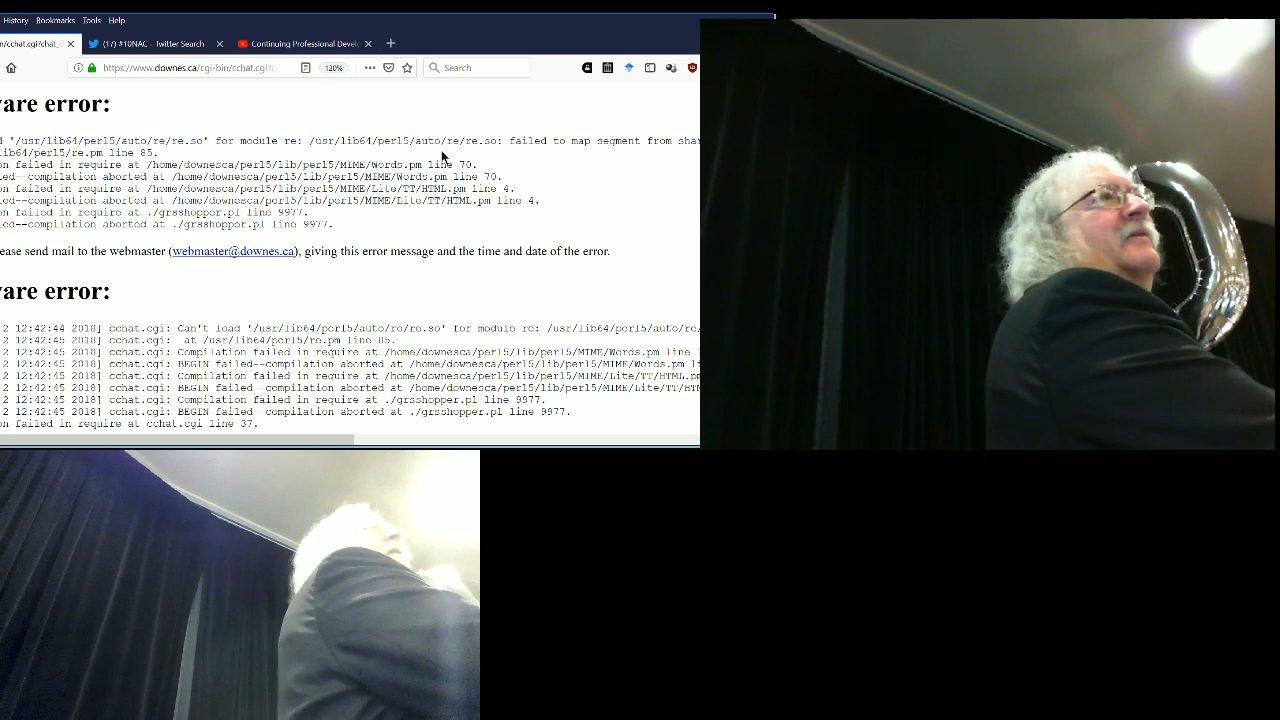 History Bookmarks Tools Help
n/cchat.cgi?chat_c (17) #10NAC - Twitter Search Continuing Professional Devel
https://www.downes.ca/cgi-bin/cchat.cgi?c 120% Search
are error:
'/usr/lib64/perl5/auto/re/re.so' for module re: /usr/lib64/perl5/auto/re/re.so: failed to map segment from shar
lib64/perl5/re.pm line 85.
on failed in require at /home/downesca/perl5/lib/perl5/MIME/Words.pm line 70.
ed--compilation aborted at /home/downesca/perl5/lib/perl5/MIME/Words.pm line 70.
on failed in require at /home/downesca/perl5/lib/perl5/MIME/Lite/TT/HTML.pm line 4.
ed--compilation aborted at /home/downesca/perl5/lib/perl5/MIME/Lite/TT/HTML.pm line 4.
on failed in require at ./grsshopper.pl line 9977.
ed--compilation aborted at ./grsshopper.pl line 9977.
ease send mail to the webmaster (webmaster@downes.ca), giving this error message and the time and date of the error.
are error:
2 12:42:44 2018] cchat.cgi: Can't load '/usr/lib64/perl5/auto/re/re.so' for module re: /usr/lib64/perl5/auto/re/
2 12:42:45 2018] cchat.cgi:  at /usr/lib64/perl5/re.pm line 85.
2 12:42:45 2018] cchat.cgi: Compilation failed in require at /home/downesca/perl5/lib/perl5/MIME/Words.pm line
2 12:42:45 2018] cchat.cgi: BEGIN failed--compilation aborted at /home/downesca/perl5/lib/perl5/MIME/Words.pm li
2 12:42:45 2018] cchat.cgi: Compilation failed in require at /home/downesca/perl5/lib/perl5/MIME/Lite/TT/HTML.pm
2 12:42:45 2018] cchat.cgi: BEGIN failed--compilation aborted at /home/downesca/perl5/lib/perl5/MIME/Lite/TT/HTM
2 12:42:45 2018] cchat.cgi: Compilation failed in require at ./grsshopper.pl line 9977.
2 12:42:45 2018] cchat.cgi: BEGIN failed--compilation aborted at ./grsshopper.pl line 9977.
on failed in require at cchat.cgi line 37.